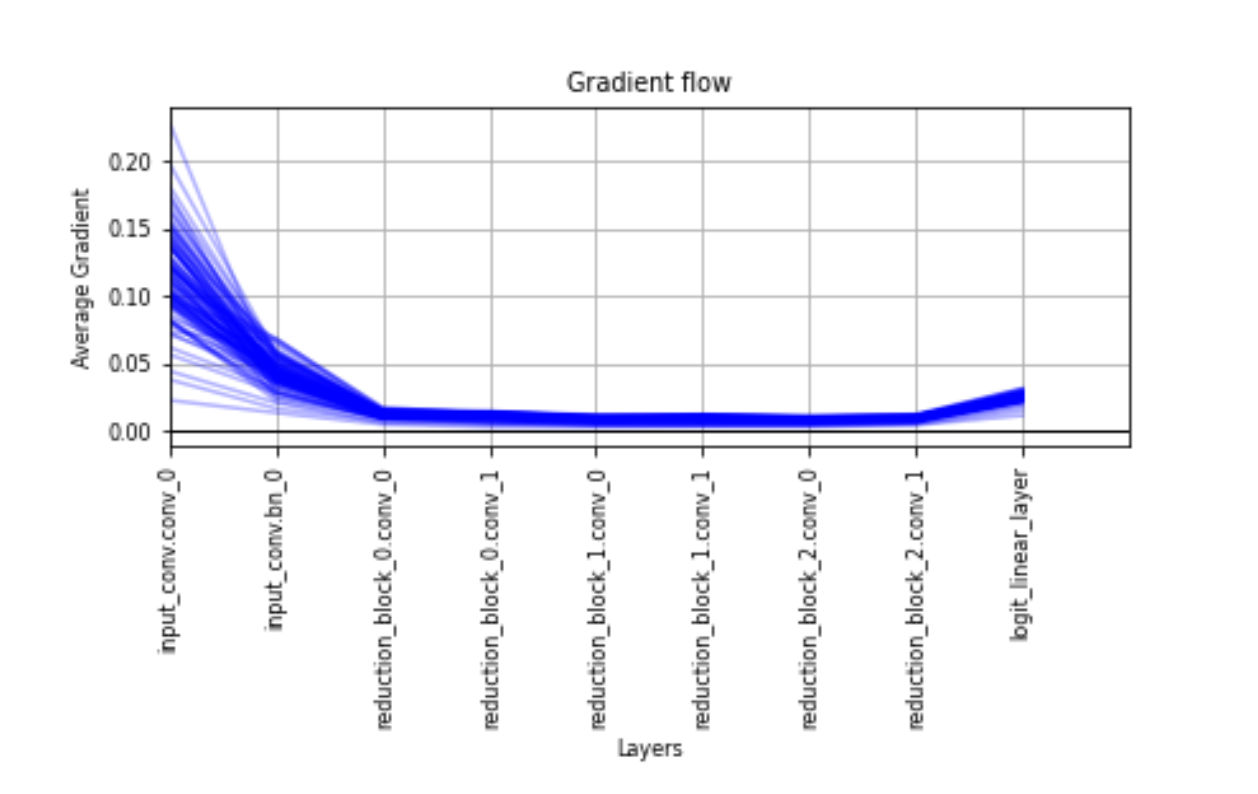 Gradient flow
Average Gradient
0.20
0.15
0.10
0.05
0.00
input_conv.conv_0
input_conv.bn_0
reduction_block_0.conv_0
reduction_block_0.conv_1
reduction_block_1.conv_0
reduction_block_1.conv_1
reduction_block_2.conv_0
reduction_block_2.conv_1
logit_linear_layer
Layers